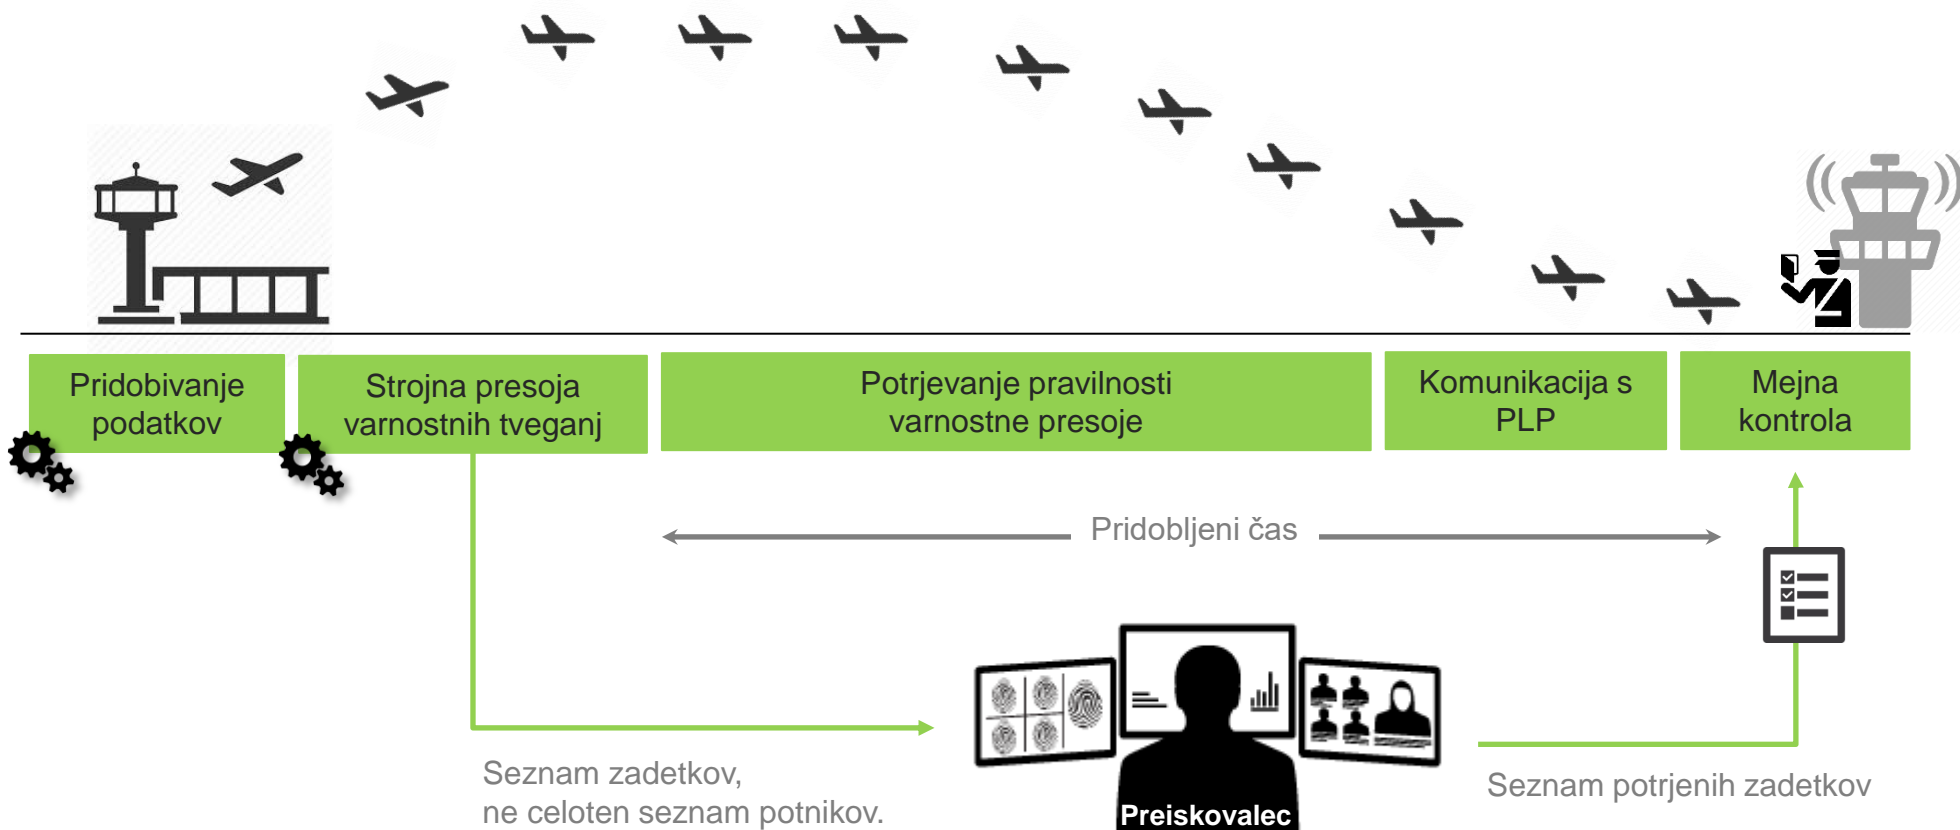 Pridobivanje
podatkov
Strojna presoja
varnostnih tveganj
Potrjevanje pravilnosti
varnostne presoje
Komunikacija s
PLP
Mejna
kontrola
Pridobljeni čas
Seznam zadetkov,
ne celoten seznam potnikov.
Preiskovalec
Seznam potrjenih zadetkov